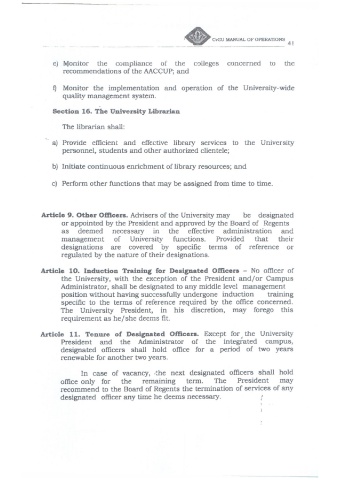 CvSU MANUAL OF OPERATIONS 41
e) Monitor the compliance of the colleges concerned to the
recommendations of the AACCUP; and
f) Monitor the implementation and operation of the University-wide
quality management system.
Section 16. The University Librarian
The librarian shall:
a) Provide efficient and effective library services to the University
personnel, students and other authorized clientele;
b) Initiate continuous enrichment of library resources; and
c) Perform other functions that may be assigned from time to time.
Article 9. Other Officers. Advisers of the University may be designated
or appointed by the President and approved by the Board of Regents
as deemed necessary in the effective administration and
management of University functions. Provided that their
designations are covered by specific terms of reference or
regulated by the nature of their designations.
Article 10. Induction Training for Designated Officers – No officer of
the University, with the exception of the President and/or Campus
Administrator, shall be designated to any middle level management
position without having successfully undergone induction training
specific to the terms of reference required by the office concerned.
The University President, in his discretion, may forego this
requirement as he/she deems fit.
Article 11. Tenure of Designated Officers. Except for the University
President and the Administrator of the integrated campus,
designated officers shall hold office for a period of two years
renewable for another two years.
In case of vacancy, the next designated officers shall hold
office only for the remaining term. The President may
recommend to the Board of Regents the termination of services of any
designated officer any time he deems necessary.